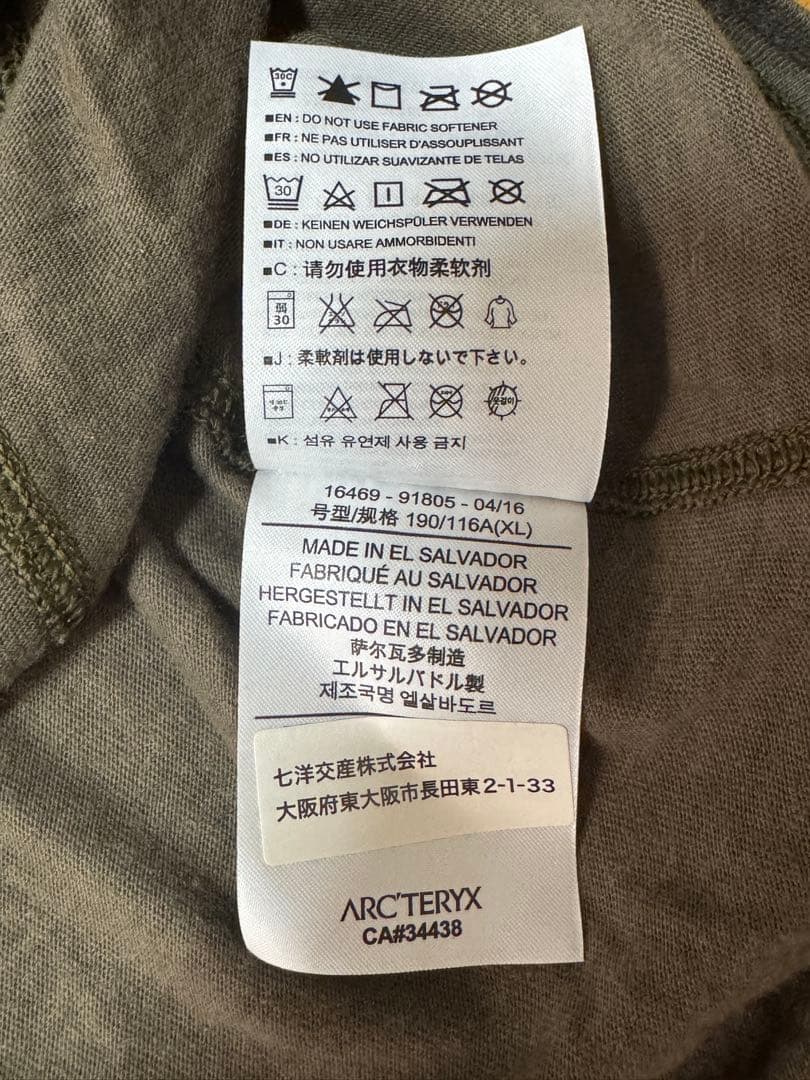 30C
■EN : DO NOT USE FABRIC SOFTENER
■FR : NE PAS UTILISER D'ASSOUPLISSANT
■ES : NO UTILIZAR SUAVIZANTE DE TELAS
30
■DE : KEINEN WEICHSPÜLER VERWENDEN
■IT : NON USARE AMMORBIDENTI
■C : 请勿使用衣物柔软剂
弱
30
■J : 柔軟剤は使用しないで下さい。
옷걸이
■K : 섬유 유연제 사용 금지
16469 - 91805 - 04/16
号型/规格 190/116A(XL)
MADE IN EL SALVADOR
FABRIQUÉ AU SALVADOR
HERGESTELLT IN EL SALVADOR
FABRICADO EN EL SALVADOR
萨尔瓦多制造
エルサルバドル製
제조국명 엘살바도르
七洋交産株式会社
大阪府東大阪市長田東2-1-33
ARC'TERYX
CA#34438